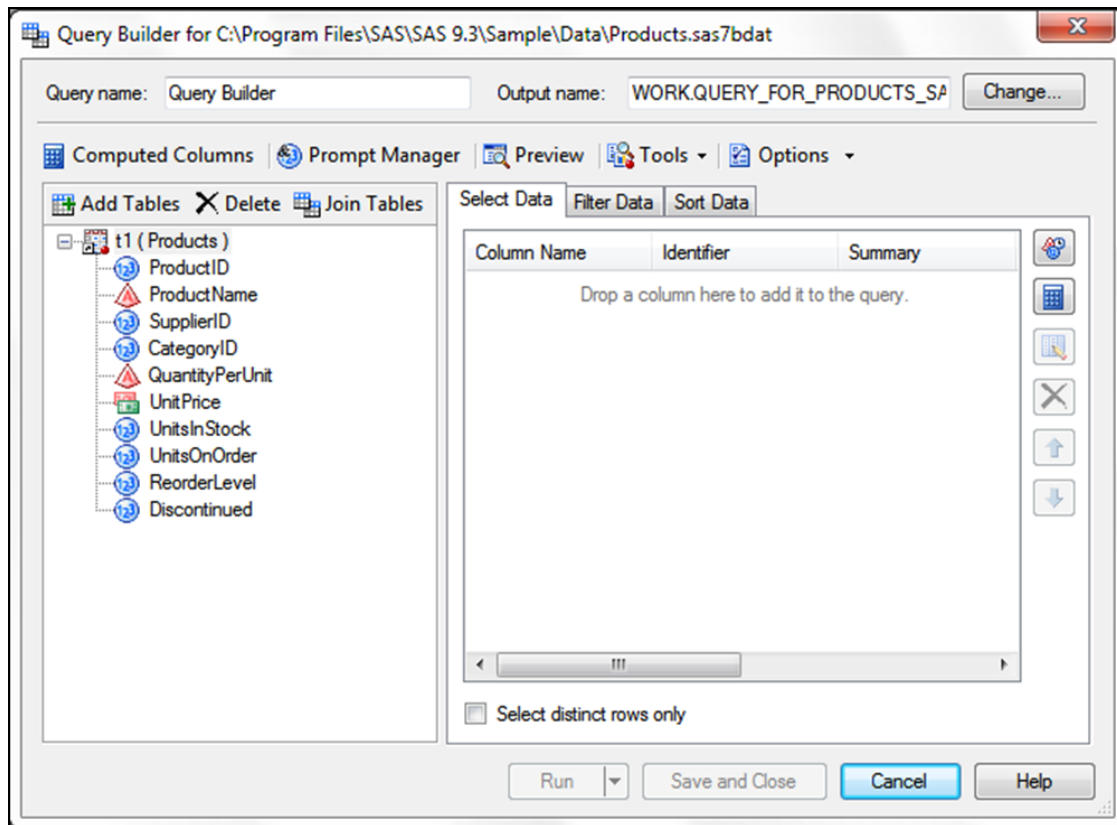 Query Builder for C:\Program Files\SAS\SAS 9.3\Sample\Data\Products.sas7bdat
Query name: Query Builder Output name: WORK.QUERY_FOR_PRODUCTS_SA Change...
Computed Columns Prompt Manager Preview Tools Options
Add Tables Delete Join Tables
Select Data Filter Data Sort Data
t1 ( Products )
ProductID
ProductName
SupplierID
CategoryID
QuantityPerUnit
UnitPrice
UnitsInStock
UnitsOnOrder
ReorderLevel
Discontinued
Column Name Identifier Summary
Drop a column here to add it to the query.
Select distinct rows only
Run Save and Close Cancel Help